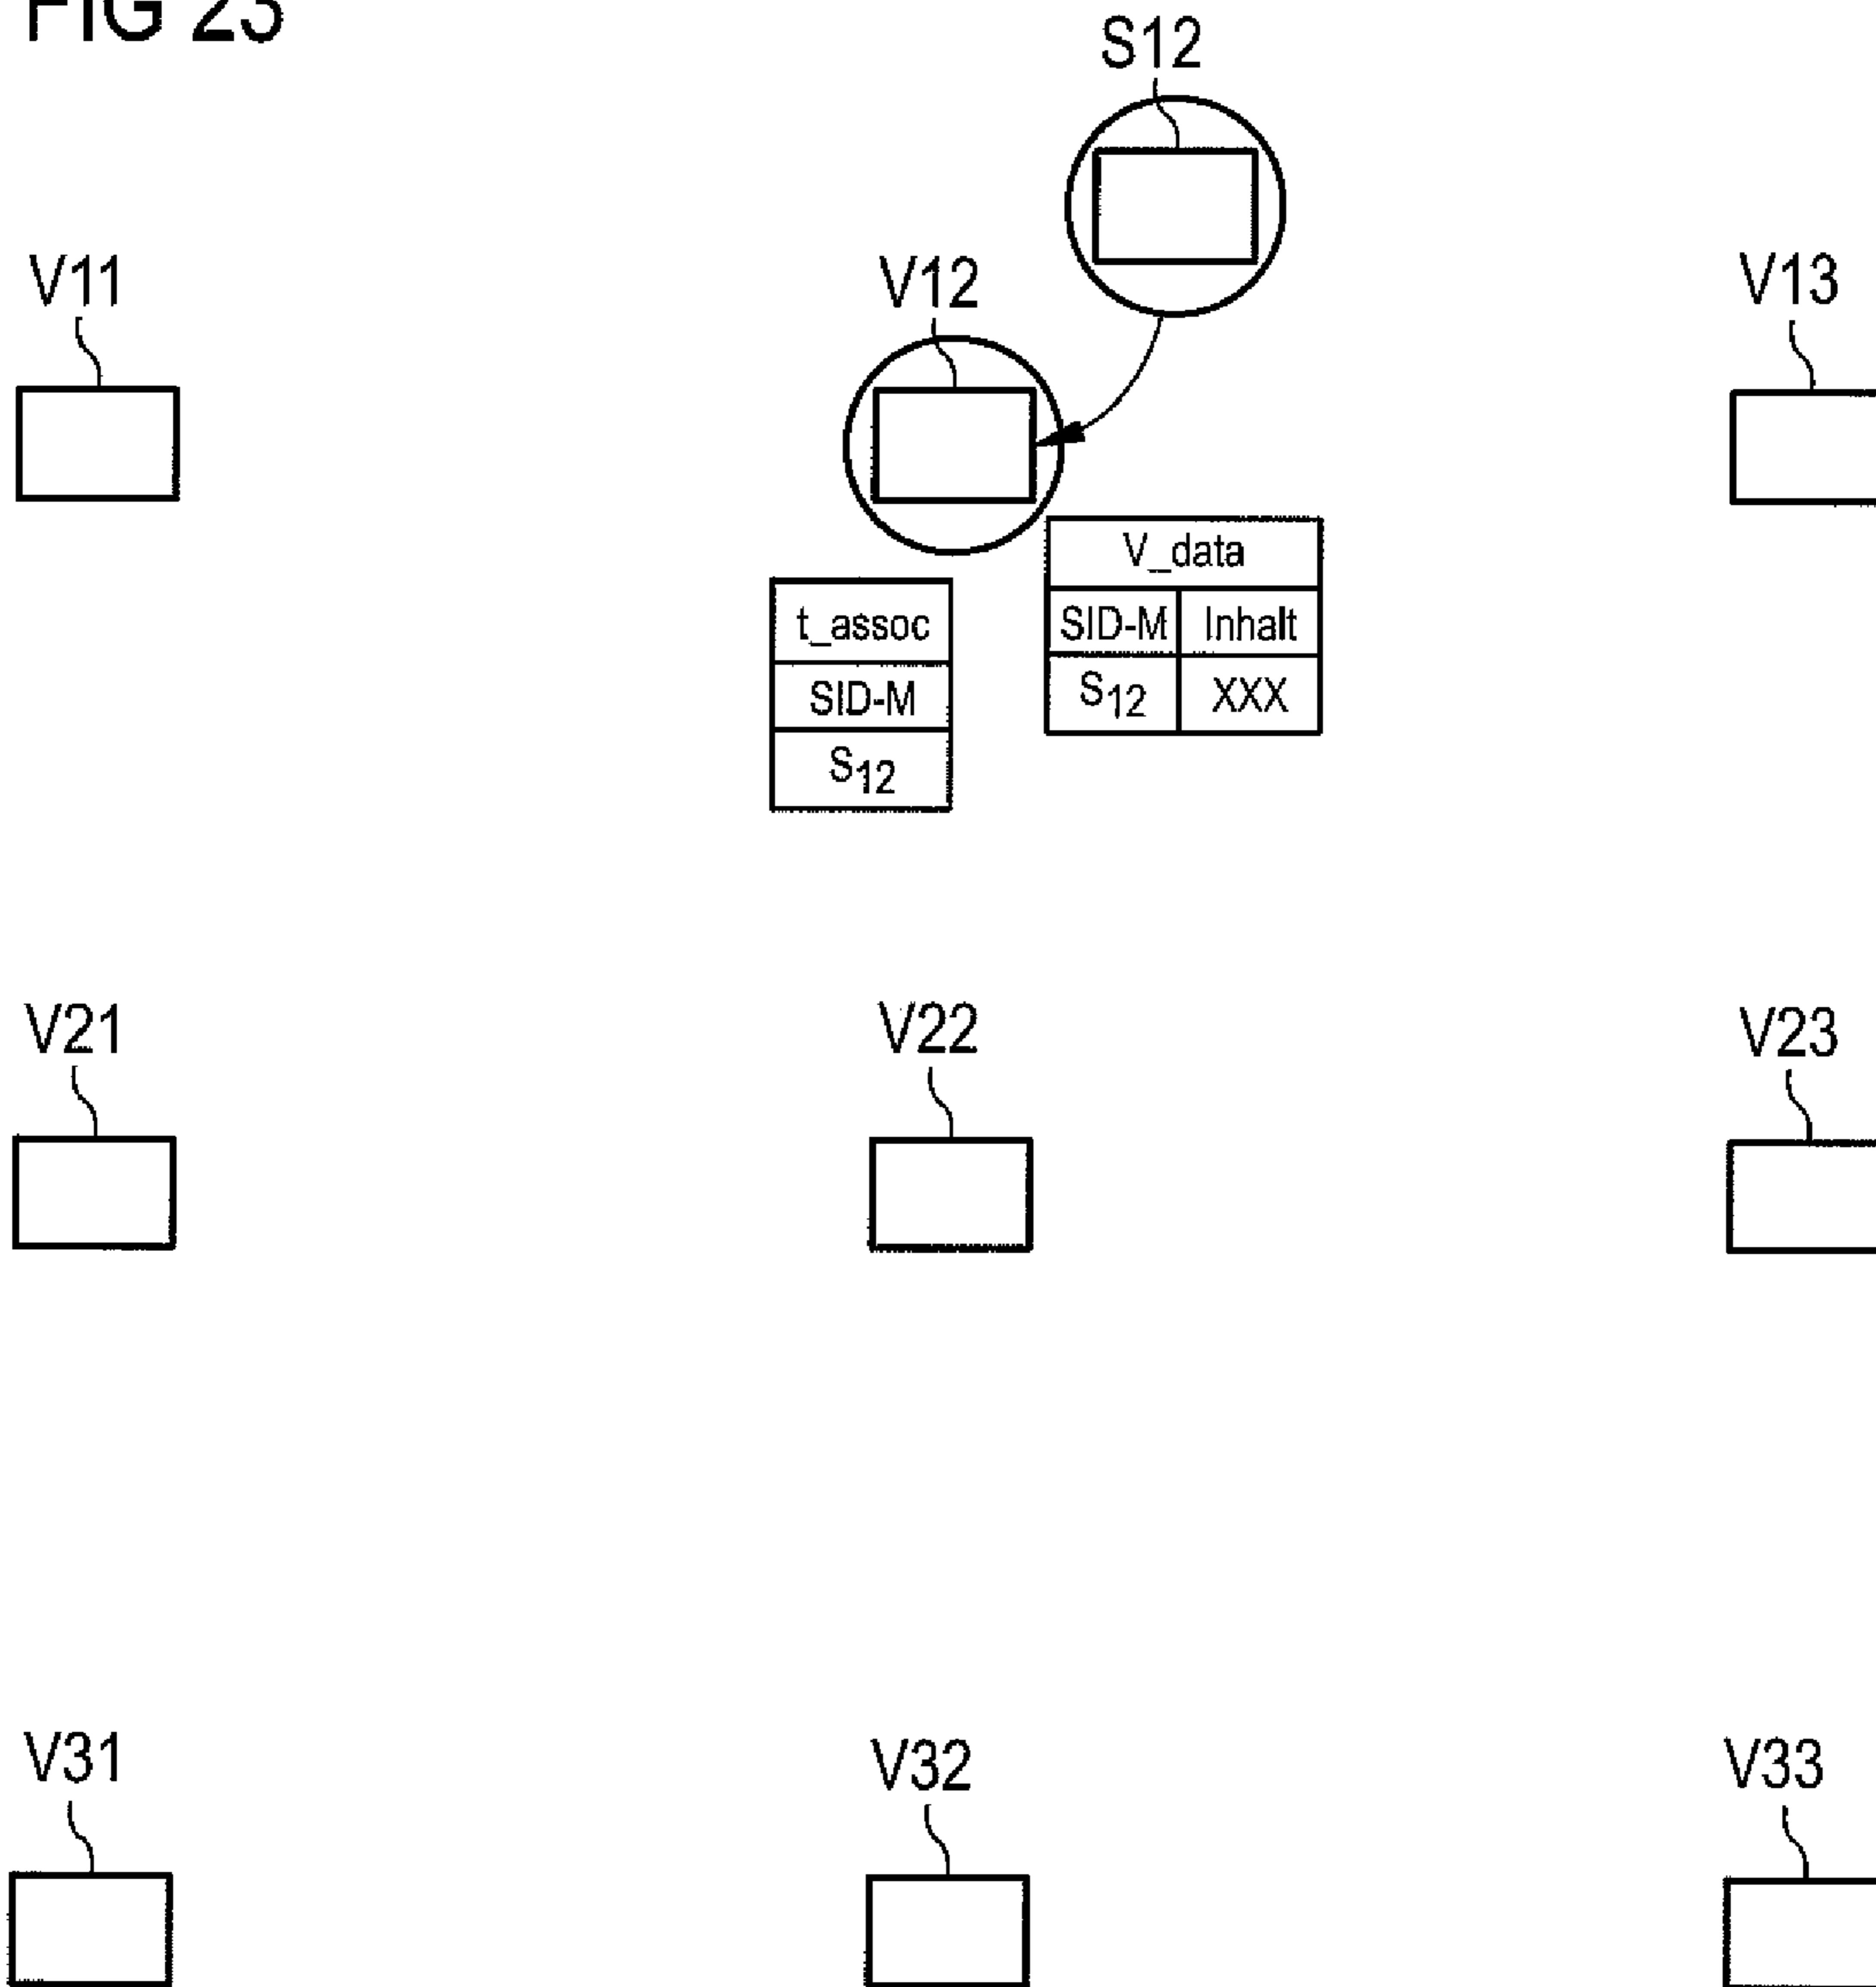 FIG 23
S12
V11
V12
V13
V_data
SID-M Inhalt
S12 XXX
t_assoc
SID-M
S12
V21
V22
V23
V31
V32
V33